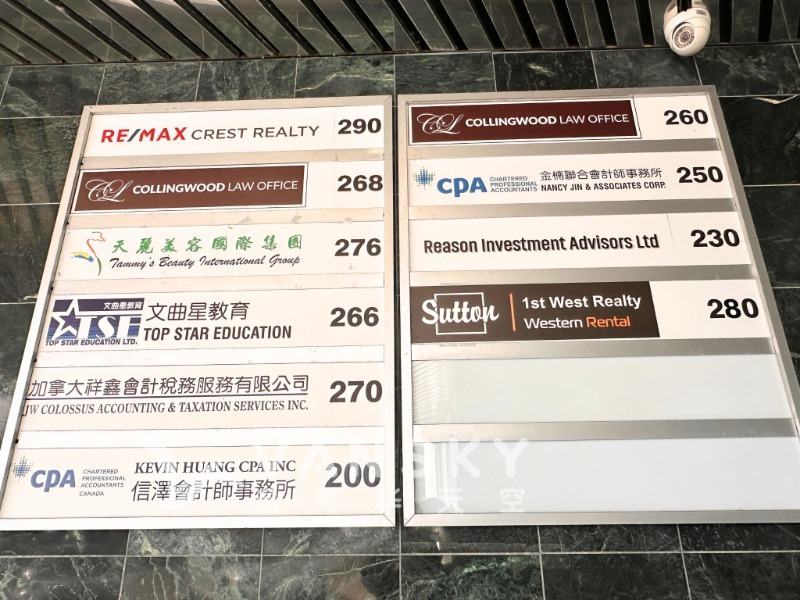 RE/MAX CREST REALTY 290
CL COLLINGWOOD LAW OFFICE 268
天麗美容國際集團
Tammy's Beauty International Group 276
文曲星教育
TSE
TOP STAR EDUCATION LTD.
文曲星教育
TOP STAR EDUCATION 266
加拿大祥鑫會計稅務服務有限公司
JW COLOSSUS ACCOUNTING & TAXATION SERVICES INC. 270
CPA CHARTERED
PROFESSIONAL
ACCOUNTANTS
CANADA
KEVIN HUANG CPA INC
信澤會計師事務所 200
CL COLLINGWOOD LAW OFFICE 260
CPA CHARTERED
PROFESSIONAL
ACCOUNTANTS
金楠聯合會計師事務所
NANCY JIN & ASSOCIATES CORP. 250
Reason Investment Advisors Ltd 230
Sutton 1st West Realty
Western Rental 280
VANSKY
天空